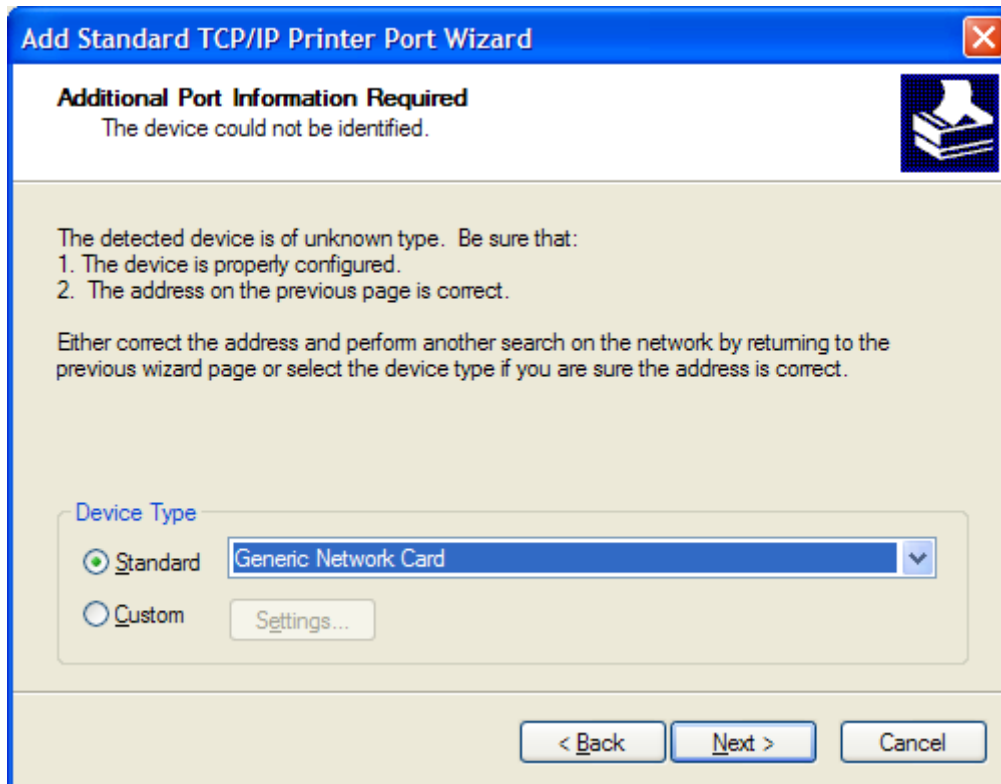 Add Standard TCP/IP Printer Port Wizard
Additional Port Information Required
The device could not be identified.
The detected device is of unknown type.  Be sure that:
1. The device is properly configured.
2.  The address on the previous page is correct.
Either correct the address and perform another search on the network by returning to the
previous wizard page or select the device type if you are sure the address is correct.
Device Type
Standard
Generic Network Card
Custom
Settings...
< Back
Next >
Cancel